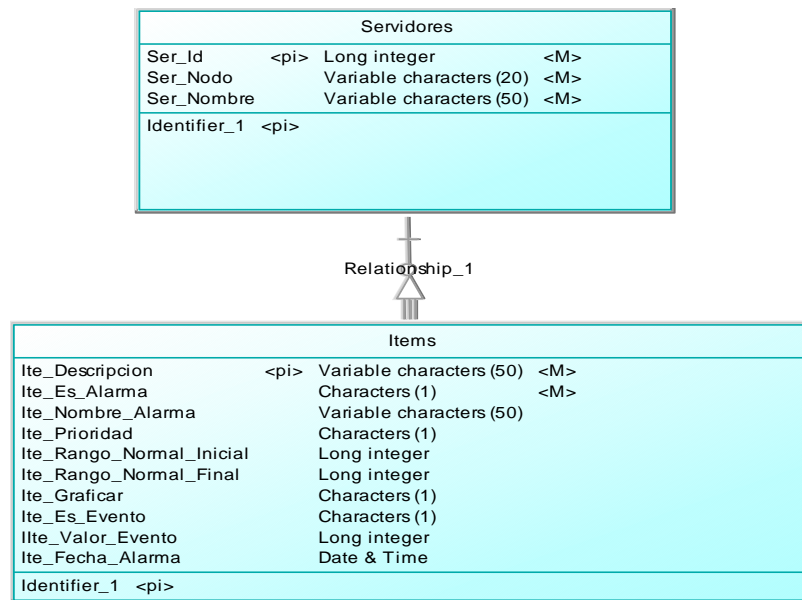 Servidores
Ser_Id <pi> Long integer <M>
Ser_Nodo Variable characters (20) <M>
Ser_Nombre Variable characters (50) <M>
Identifier_1 <pi>
Relationship_1
Items
Ite_Descripcion <pi> Variable characters (50) <M>
Ite_Es_Alarma Characters (1) <M>
Ite_Nombre_Alarma Variable characters (50)
Ite_Prioridad Characters (1)
Ite_Rango_Normal_Inicial Long integer
Ite_Rango_Normal_Final Long integer
Ite_Graficar Characters (1)
Ite_Es_Evento Characters (1)
IIte_Valor_Evento Long integer
Ite_Fecha_Alarma Date & Time
Identifier_1 <pi>